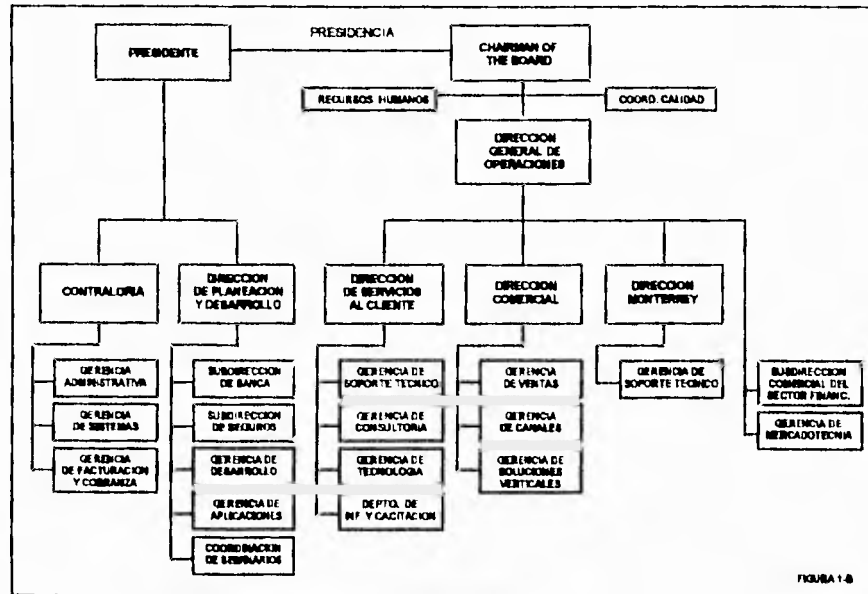 PRESIDENCIA
PRESIDENTE
CHAIRMAN OF
THE BOARD
RECURSOS HUMANOS
COORD. CALIDAD
DIRECCION
GENERAL DE
OPERACIONES
CONTRALORIA
DIRECCION
DE PLANEACION
Y DESARROLLO
DIRECCION
DE SERVICIOS
AL CLIENTE
DIRECCION
COMERCIAL
DIRECCION
MONTERREY
GERENCIA
ADMINISTRATIVA
GERENCIA
DE SISTEMAS
GERENCIA
DE FACTURACION
Y COBRANZA
SUBDIRECCION
DE BANCA
SUBDIRECCION
DE SEGUROS
GERENCIA DE
DESARROLLO
GERENCIA DE
APLICACIONES
COORDINACION
DE SEMINARIOS
GERENCIA DE
SOPORTE TECNICO
GERENCIA DE
CONSULTORIA
GERENCIA DE
TECNOLOGIA
DEPTO. DE
INF. Y CACITACION
GERENCIA
DE VENTAS
GERENCIA
DE CANALES
GERENCIA DE
SOLUCIONES
VERTICALES
GERENCIA DE
SOPORTE TECNICO
SUBDIRECCION
COMERCIAL DEL
SECTOR FINANC.
GERENCIA DE
MERCADOTECNIA
FIGURA 1-B